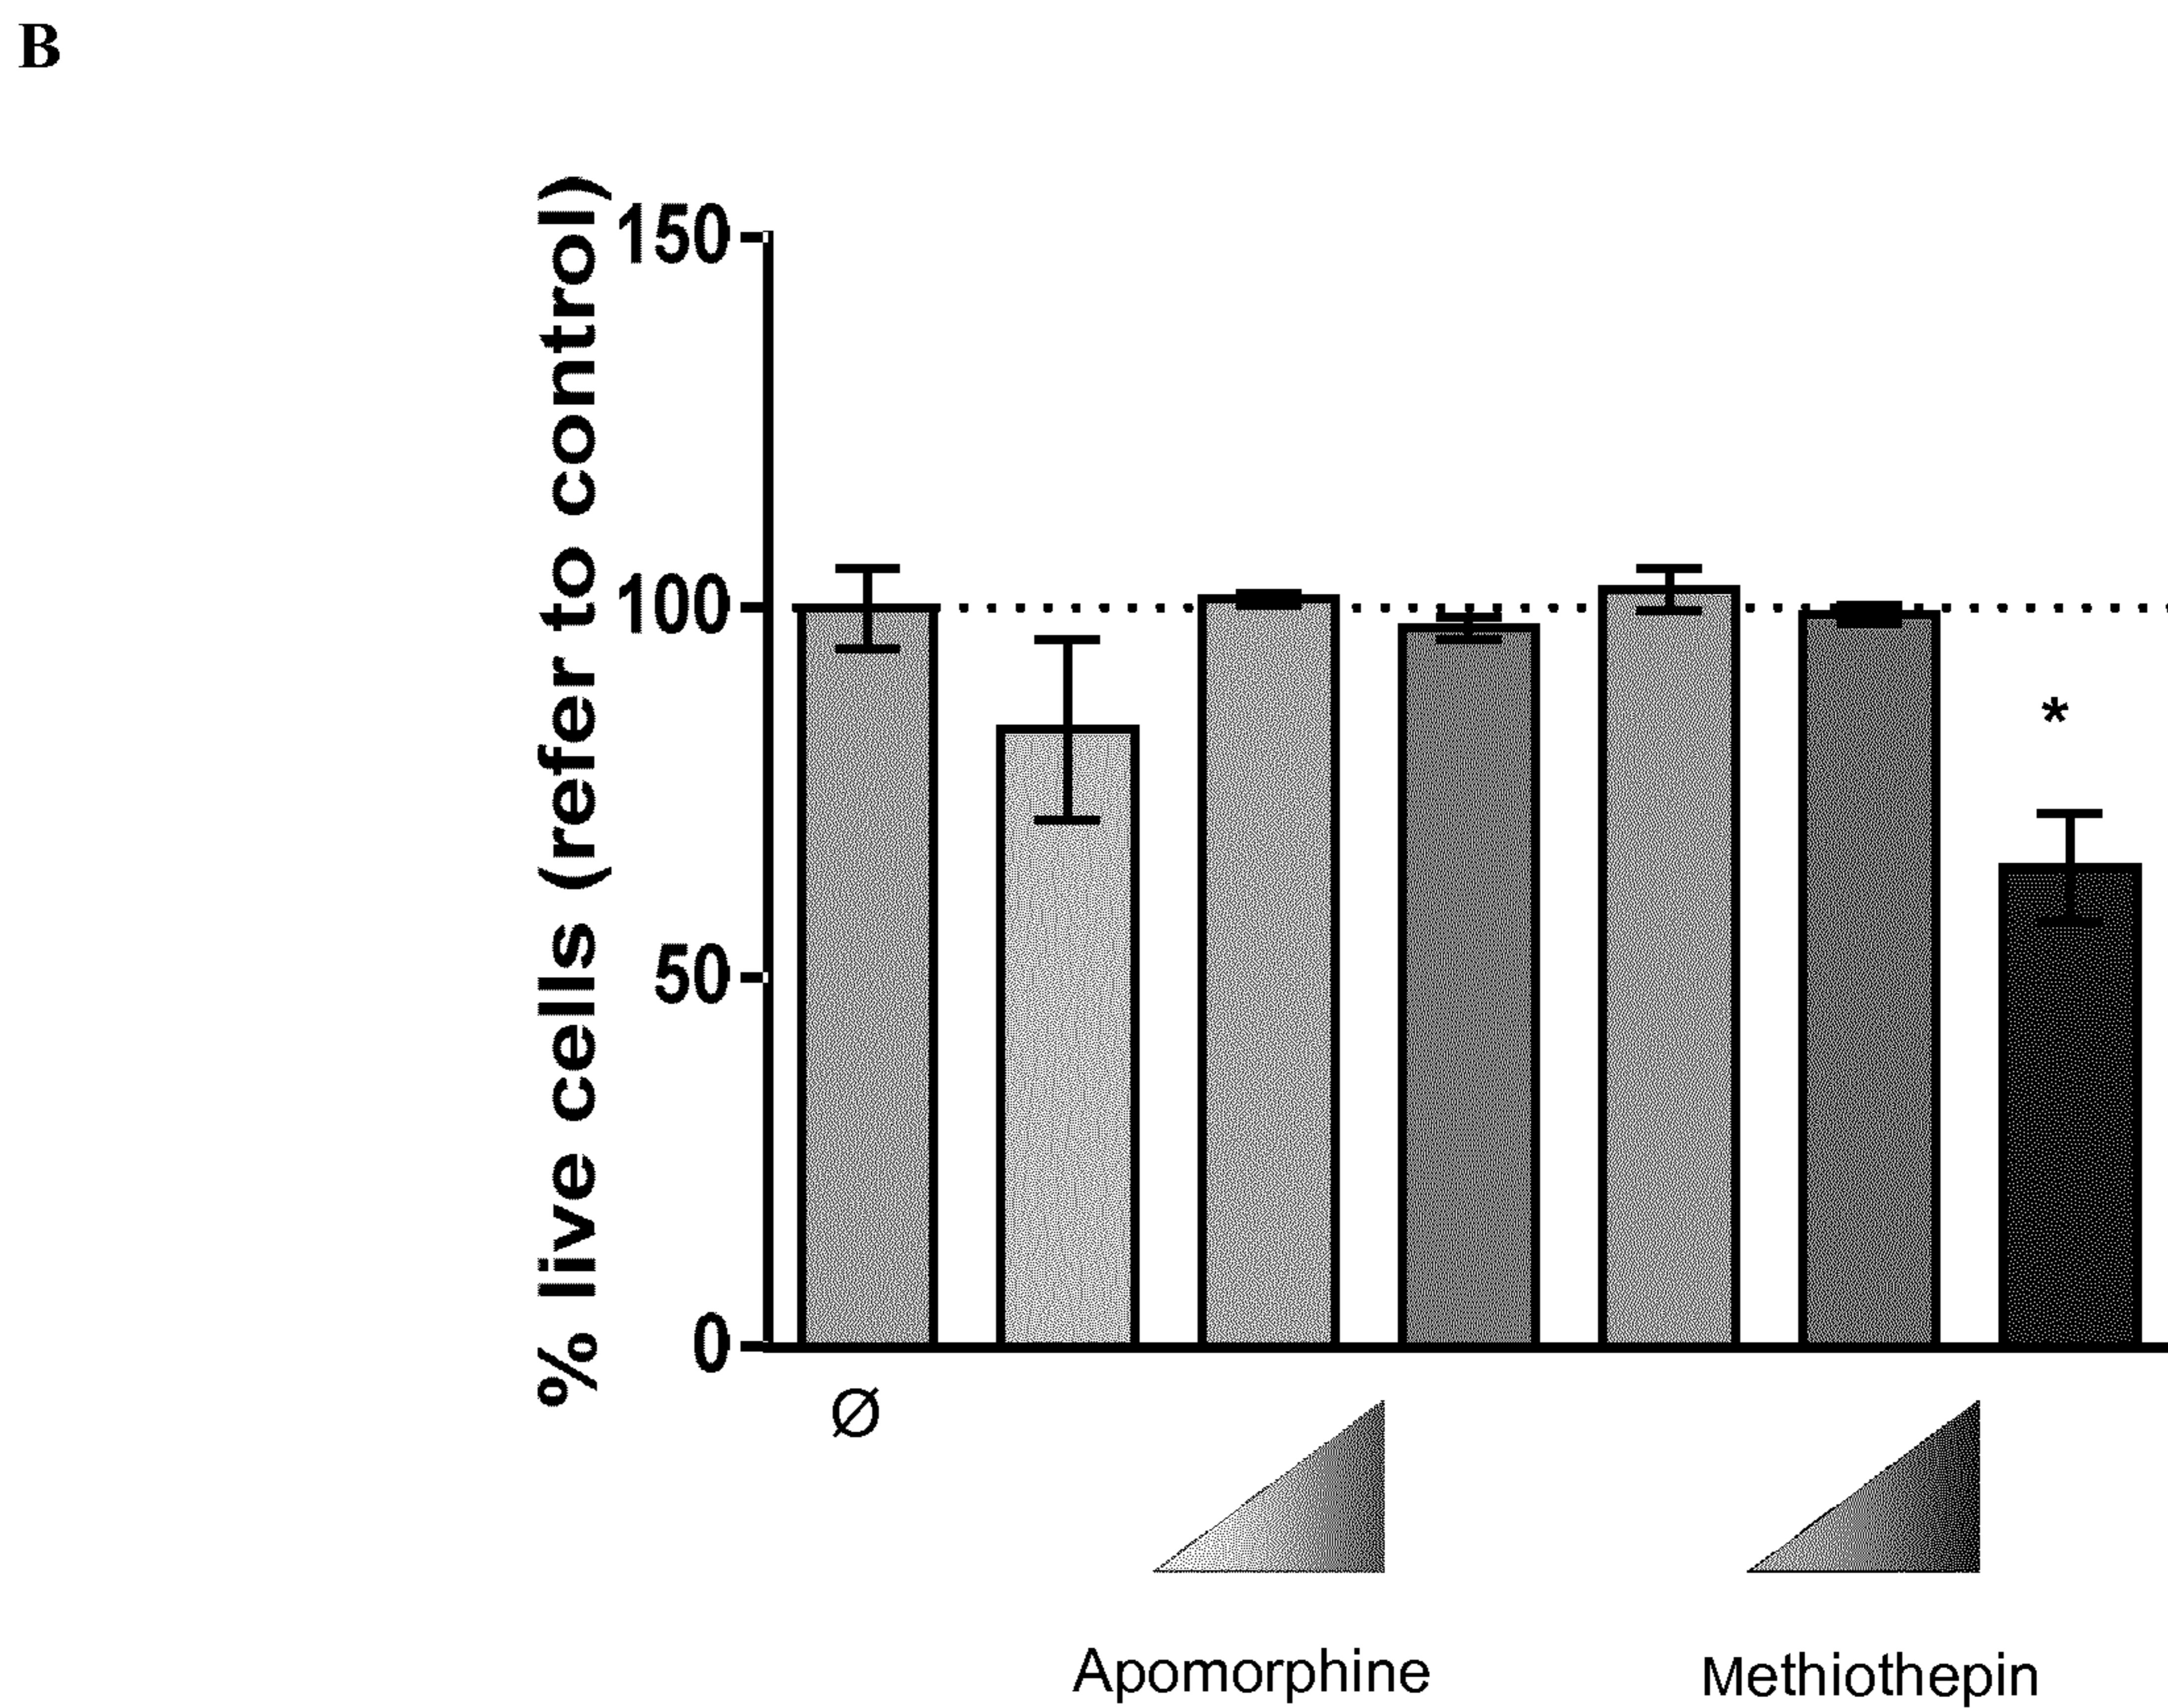 B
% live cells (refer to control)
150
100
50
0
*
Ø
Apomorphine
Methiothepin